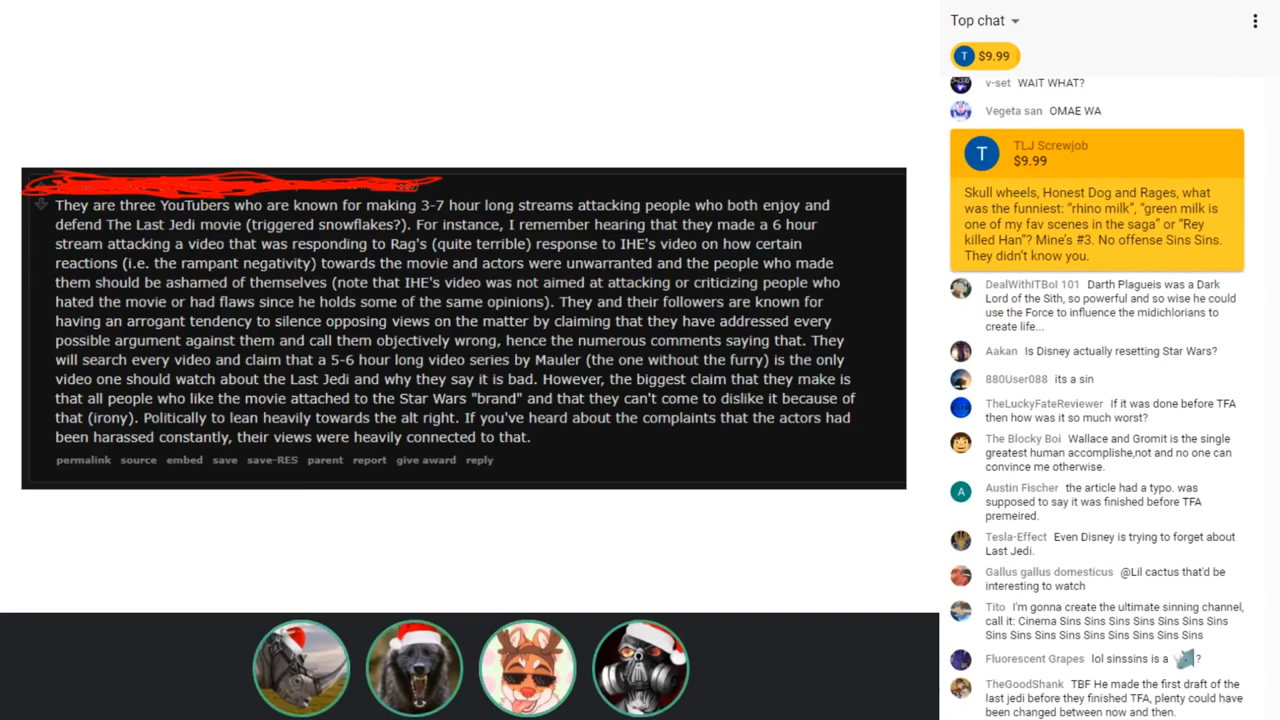 Top chat
T $9.99
v-set WAIT WHAT?
Vegeta san OMAE WA
T TLJ Screwjob
$9.99
Skull wheels, Honest Dog and Rages, what
was the funniest: “rhino milk”, “green milk is
one of my fav scenes in the saga” or “Rey
killed Han”? Mine’s #3. No offense Sins Sins.
They didn’t know you.
DealWithITBoI 101 Darth Plagueis was a Dark
Lord of the Sith, so powerful and so wise he could
use the Force to influence the midichlorians to
create life...
Aakan Is Disney actually resetting Star Wars?
880User088 its a sin
TheLuckyFateReviewer If it was done before TFA
then how was it so much worst?
The Blocky Boi Wallace and Gromit is the single
greatest human accomplishe,not and no one can
convince me otherwise.
A Austin Fischer the article had a typo. was
supposed to say it was finished before TFA
premeired.
Tesla-Effect Even Disney is trying to forget about
Last Jedi.
Gallus gallus domesticus @Lil cactus that'd be
interesting to watch
Tito I'm gonna create the ultimate sinning channel,
call it: Cinema Sins Sins Sins Sins Sins Sins Sins
Sins Sins Sins Sins Sins Sins Sins Sins Sins
Fluorescent Grapes lol sinssins is a ?
TheGoodShank TBF He made the first draft of the
last jedi before they finished TFA, plenty could have
been changed between now and then.
They are three YouTubers who are known for making 3-7 hour long streams attacking people who both enjoy and
defend The Last Jedi movie (triggered snowflakes?). For instance, I remember hearing that they made a 6 hour
stream attacking a video that was responding to Rag's (quite terrible) response to IHE's video on how certain
reactions (i.e. the rampant negativity) towards the movie and actors were unwarranted and the people who made
them should be ashamed of themselves (note that IHE's video was not aimed at attacking or criticizing people who
hated the movie or had flaws since he holds some of the same opinions). They and their followers are known for
having an arrogant tendency to silence opposing views on the matter by claiming that they have addressed every
possible argument against them and call them objectively wrong, hence the numerous comments saying that. They
will search every video and claim that a 5-6 hour long video series by Mauler (the one without the furry) is the only
video one should watch about the Last Jedi and why they say it is bad. However, the biggest claim that they make is
that all people who like the movie attached to the Star Wars "brand" and that they can't come to dislike it because of
that (irony). Politically to lean heavily towards the alt right. If you've heard about the complaints that the actors had
been harassed constantly, their views were heavily connected to that.
permalink source embed save save-RES parent report give award reply